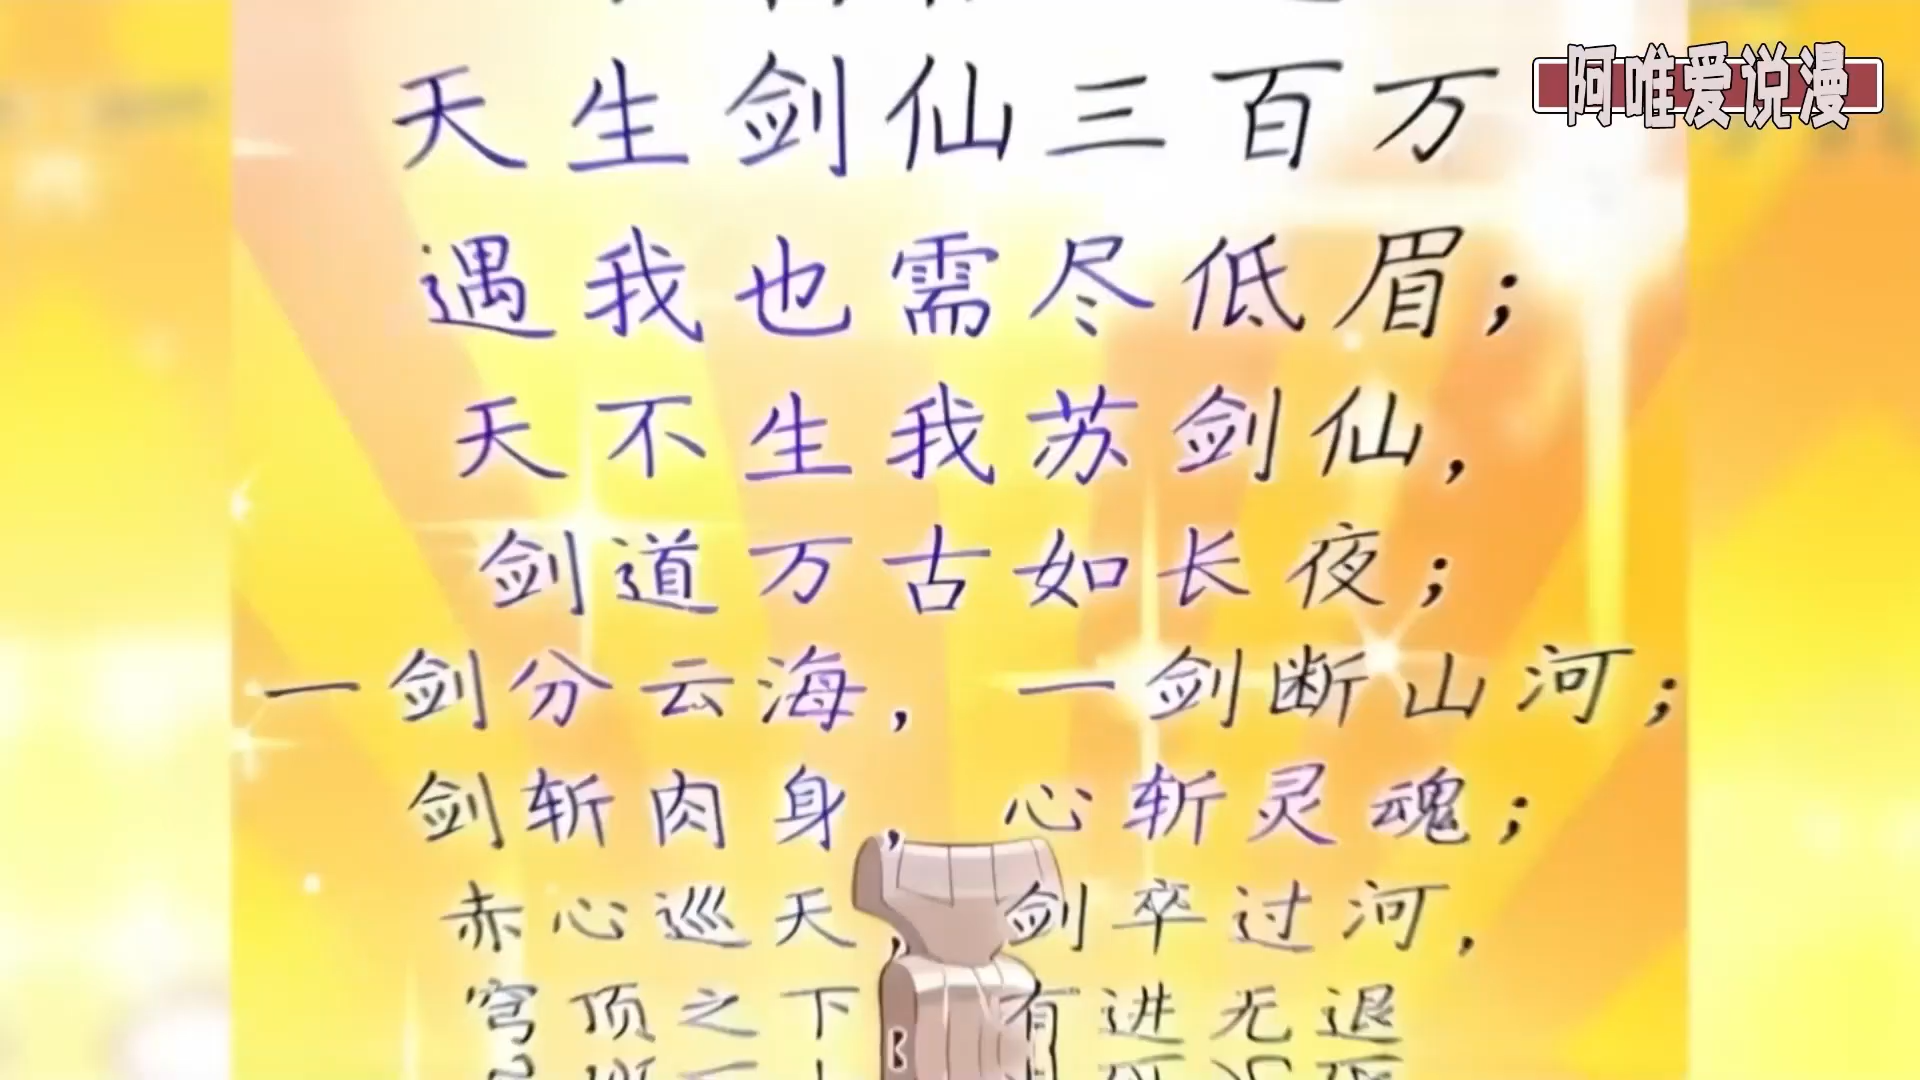 阿唯爱说漫
天生剑仙三百万
遇我也需尽低眉；
天不生我苏剑仙，
剑道万古如长夜；
一剑分云海，一剑断山河；
剑斩肉身，心斩灵魂；
赤心巡天，剑卒过河，
穹顶之下，有进无退